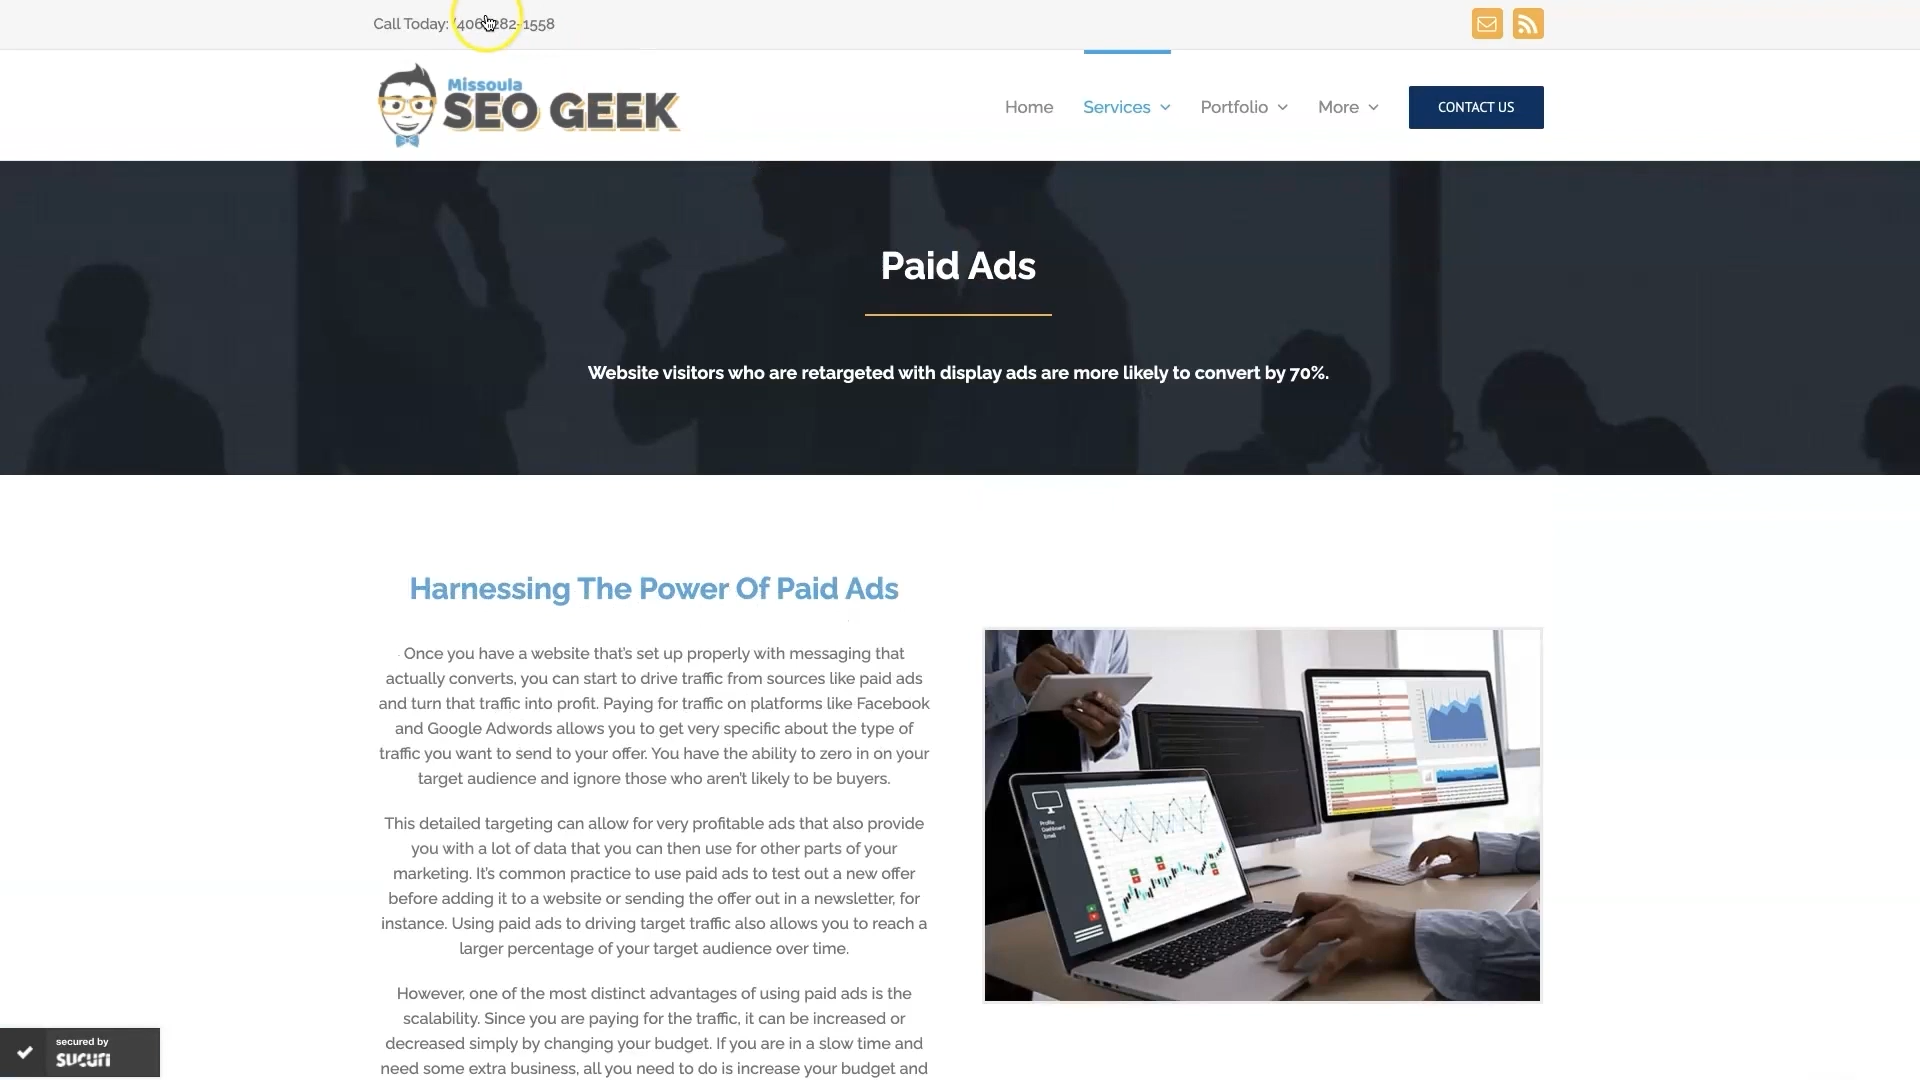 Call Today: (406) 282-1558
Missoula
SEO GEEK
Home
Services
Portfolio
More
CONTACT US
Paid Ads
Website visitors who are retargeted with display ads are more likely to convert by 70%.
Harnessing The Power Of Paid Ads
Once you have a website that's set up properly with messaging that
actually converts, you can start to drive traffic from sources like paid ads
and turn that traffic into profit. Paying for traffic on platforms like Facebook
and Google Adwords allows you to get very specific about the type of
traffic you want to send to your offer. You have the ability to zero in on your
target audience and ignore those who aren't likely to be buyers.
This detailed targeting can allow for very profitable ads that also provide
you with a lot of data that you can then use for other parts of your
marketing. It's common practice to use paid ads to test out a new offer
before adding it to a website or sending the offer out in a newsletter, for
instance. Using paid ads to driving target traffic also allows you to reach a
larger percentage of your target audience over time.
However, one of the most distinct advantages of using paid ads is the
scalability. Since you are paying for the traffic, it can be increased or
decreased simply by changing your budget. If you are in a slow time and
need some extra business, all you need to do is increase your budget and
Profile
Dashboard
Email
secured by
sucuri